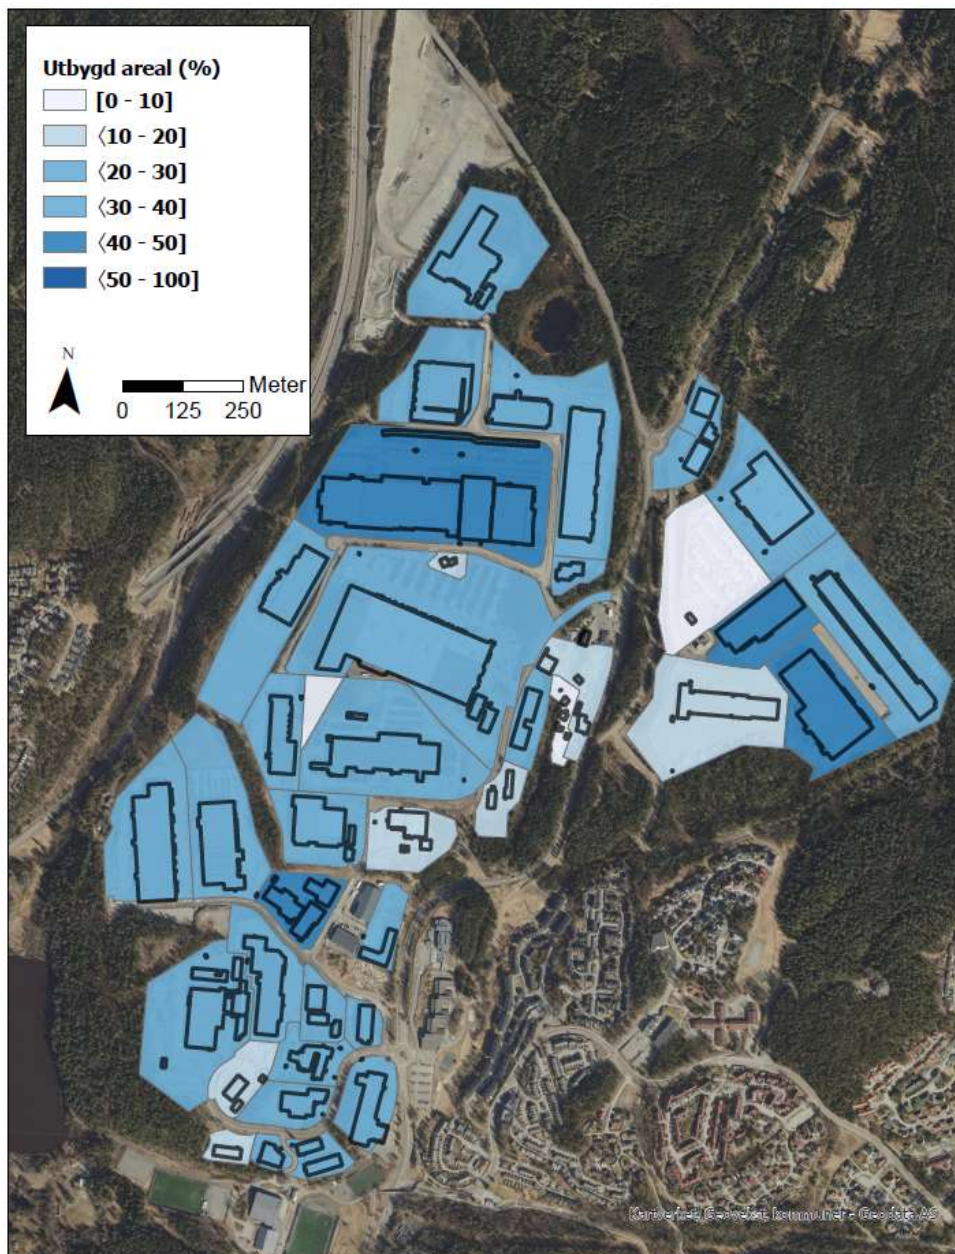 Utbygd areal (%)
[0 - 10]
⟨10 - 20]
⟨20 - 30]
⟨30 - 40]
⟨40 - 50]
⟨50 - 100]
N
Meter
0 125 250
Kartverket, Geovekst, kommuner - Geodata AS